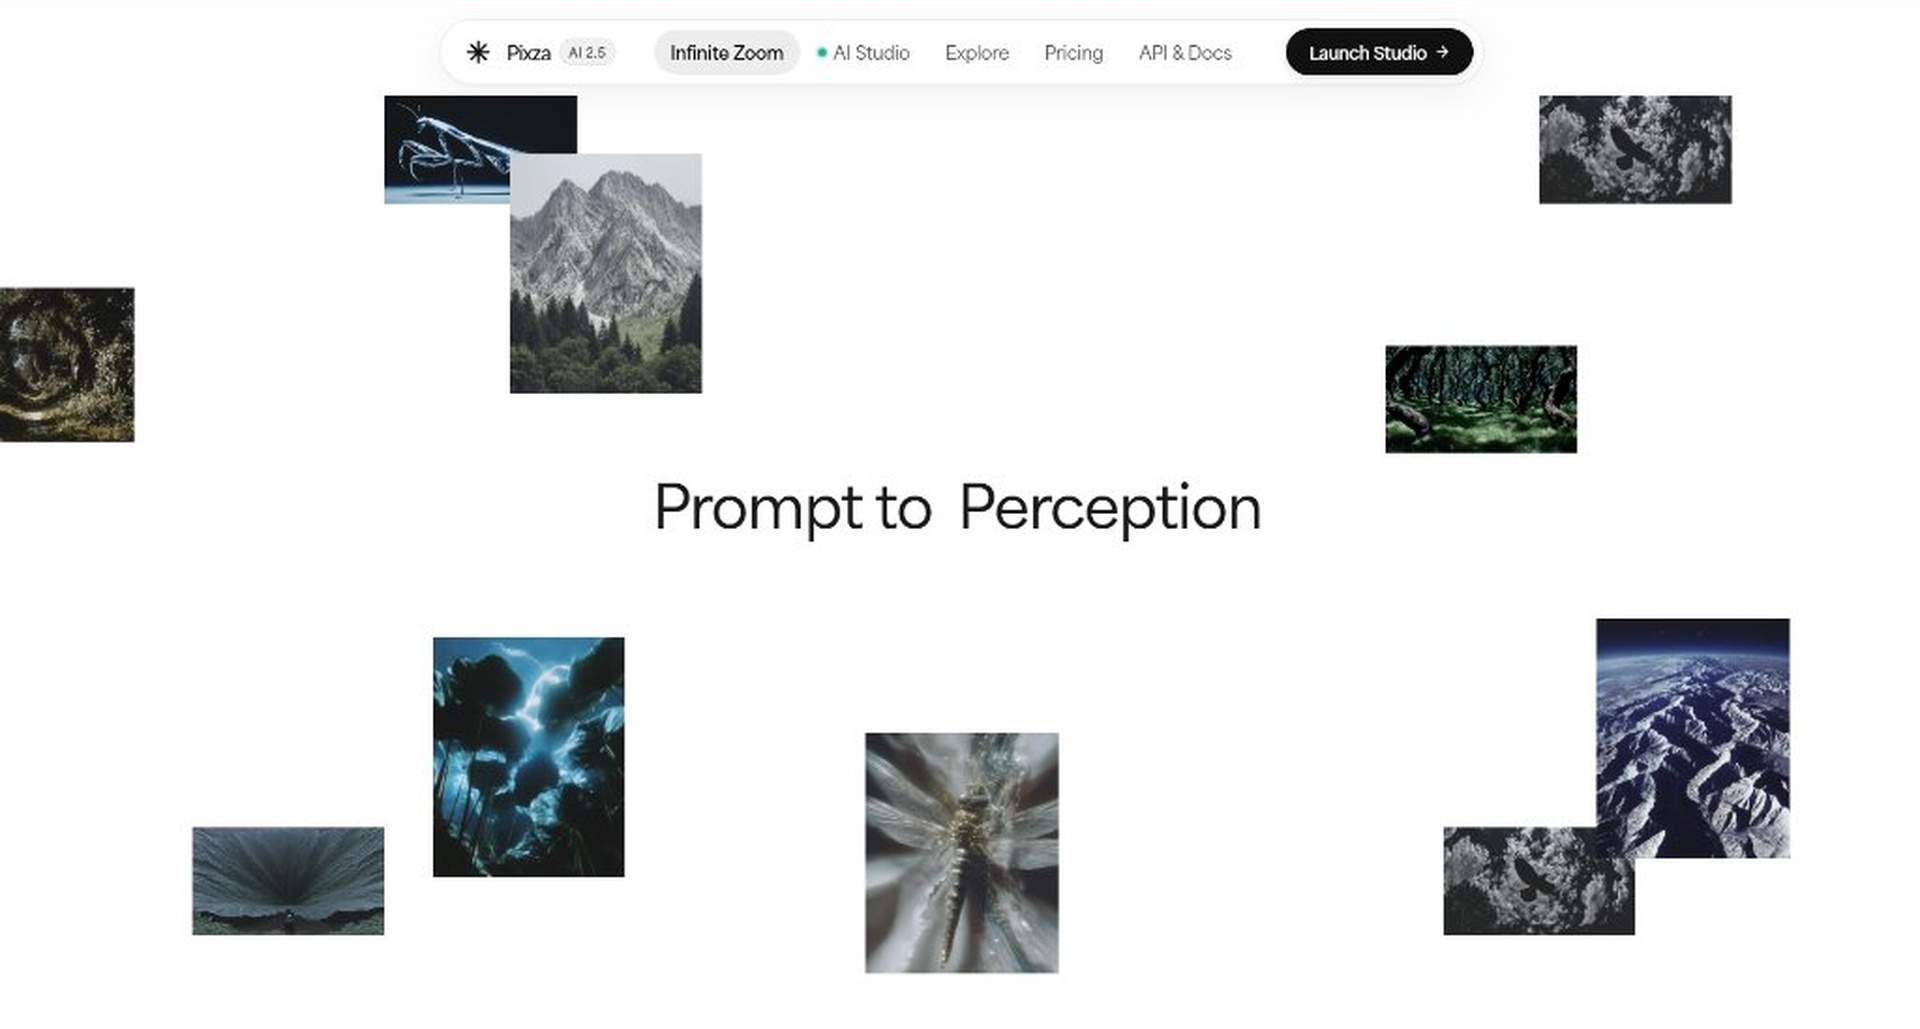 Pixza AI 2.5 Infinite Zoom AI Studio Explore Pricing API & Docs Launch Studio →
Prompt to Perception